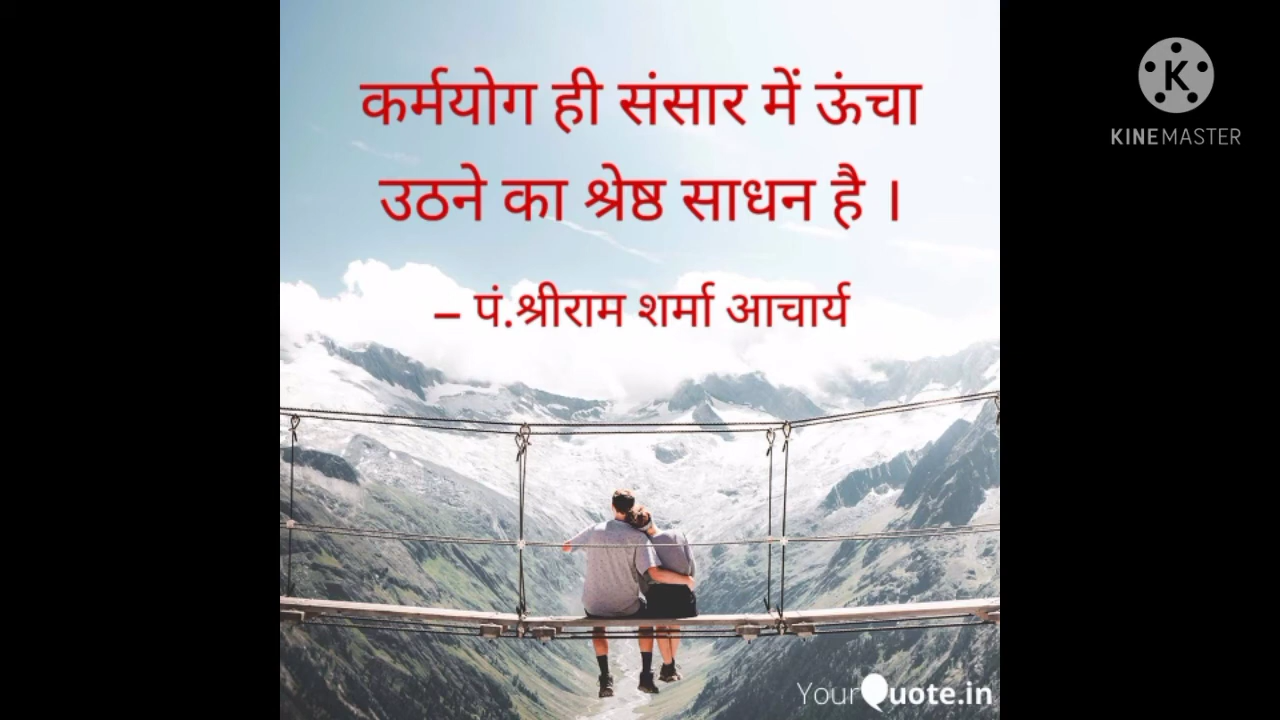 कर्मयोग ही संसार में ऊंचा
उठने का श्रेष्ठ साधन है ।
– पं.श्रीराम शर्मा आचार्य
K
KINEMASTER
YourQuote.in